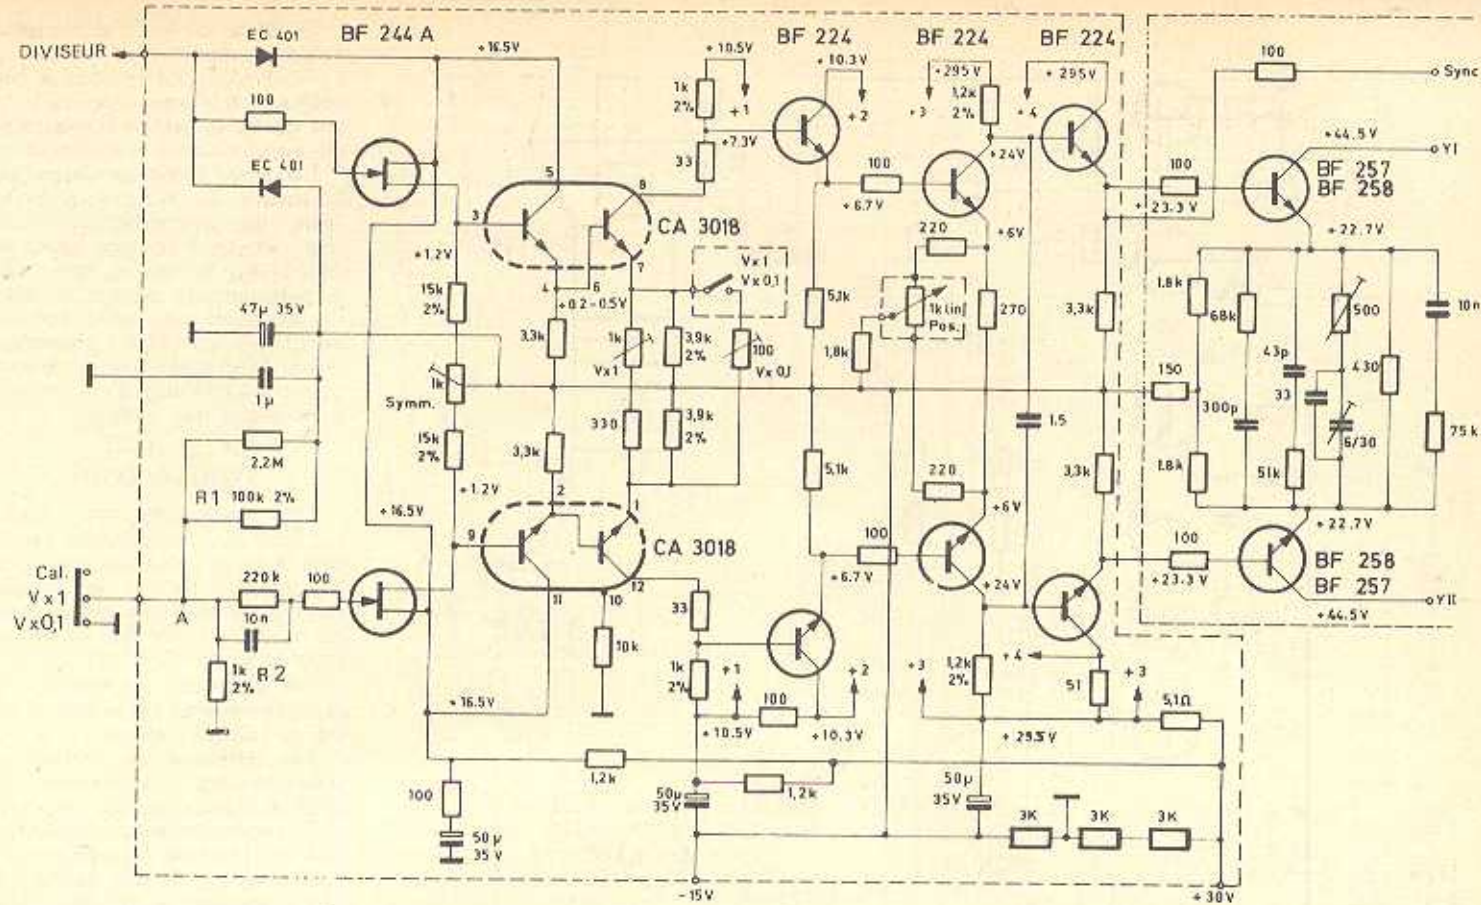 DIVISEUR
EC 401
BF 244 A
+16.5V
100
EC 401
+10.5V
1k
2%
+1
+7.3V
33
BF 224
+10.3V
+2
BF 224
+295V
+3
1,2k
2%
BF 224
+295V
+4
+24V
100
Sync
+44.5V
YI
BF 257
BF 258
100
+23.3V
+22.7V
3
5
8
4
6
7
CA 3018
+1.2V
+0.2-0.5V
Vx1
Vx0,1
100
+6.7V
220
+6V
1k lin
Pos.
270
1,8k
5,1k
3,3k
15k
2%
47µ 35V
1µ
1k
Symm.
3,3k
1k
Vx1
3,9k
2%
100
Vx0,1
1.8k
68k
500
10n
43p
33
430
150
300p
6/30
75k
1.8k
51k
15k
2%
3,3k
330
3,9k
2%
5,1k
1.5
220
3,3k
2,2M
R1 100k 2%
+1.2V
+16.5V
9
2
1
11
10
12
CA 3018
100
+6.7V
+6V
+24V
100
+23.3V
+22.7V
BF 258
BF 257
YII
+44.5V
Cal.
Vx1
Vx0,1
A
220k
100
10n
1k
2%
R2
10k
33
1k
2%
+1
100
+2
+10.5V
+10.3V
+3
1,2k
2%
+4
51
+3
5,1Ω
+29.5V
+16.5V
1,2k
100
50µ
35V
50µ
35V
1,2k
50µ
35V
3K
3K
3K
-15V
+30V